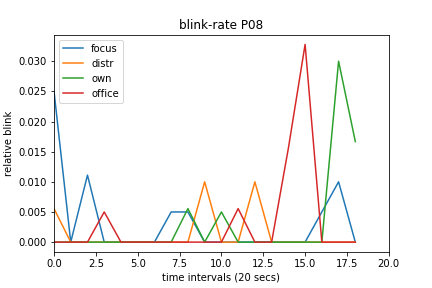 blink-rate P08
focus
distr
own
office
relative blink
0.030
0.025
0.020
0.015
0.010
0.005
0.000
0.0 2.5 5.0 7.5 10.0 12.5 15.0 17.5 20.0
time intervals (20 secs)